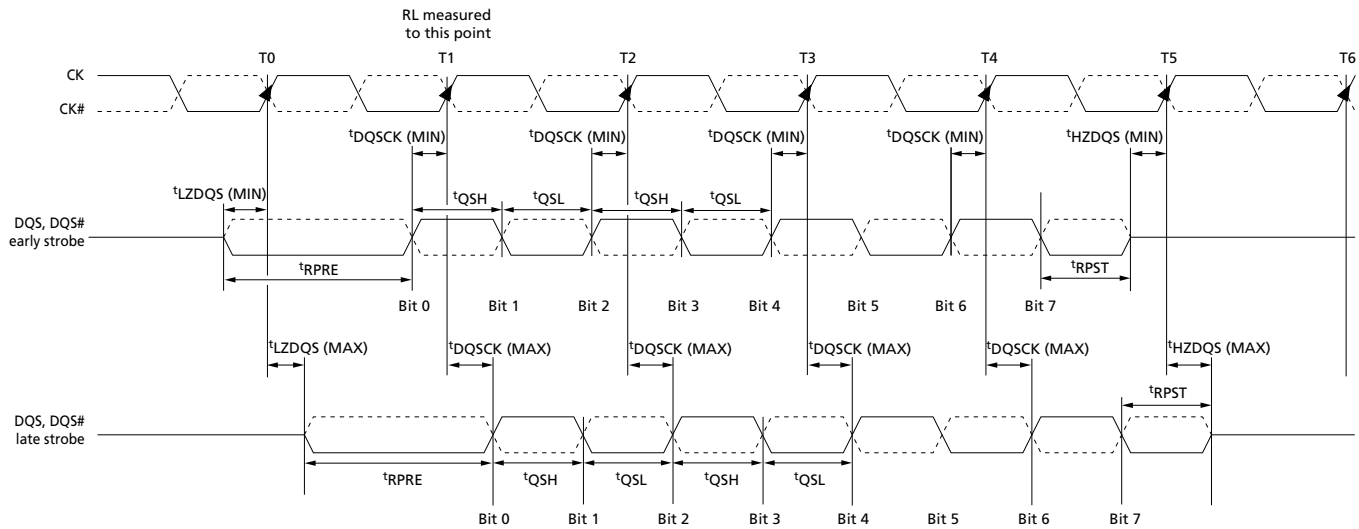 RL measured
to this point
T0 T1 T2 T3 T4 T5 T6
CK
CK#
tDQSCK (MIN) tDQSCK (MIN) tDQSCK (MIN) tDQSCK (MIN) tHZDQS (MIN)
tLZDQS (MIN)
tQSH tQSL tQSH tQSL
DQS, DQS#
early strobe
tRPRE tRPST
Bit 0 Bit 1 Bit 2 Bit 3 Bit 4 Bit 5 Bit 6 Bit 7
tLZDQS (MAX) tDQSCK (MAX) tDQSCK (MAX) tDQSCK (MAX) tDQSCK (MAX) tHZDQS (MAX)
tRPST
DQS, DQS#
late strobe
tRPRE tQSH tQSL tQSH tQSL
Bit 0 Bit 1 Bit 2 Bit 3 Bit 4 Bit 5 Bit 6 Bit 7